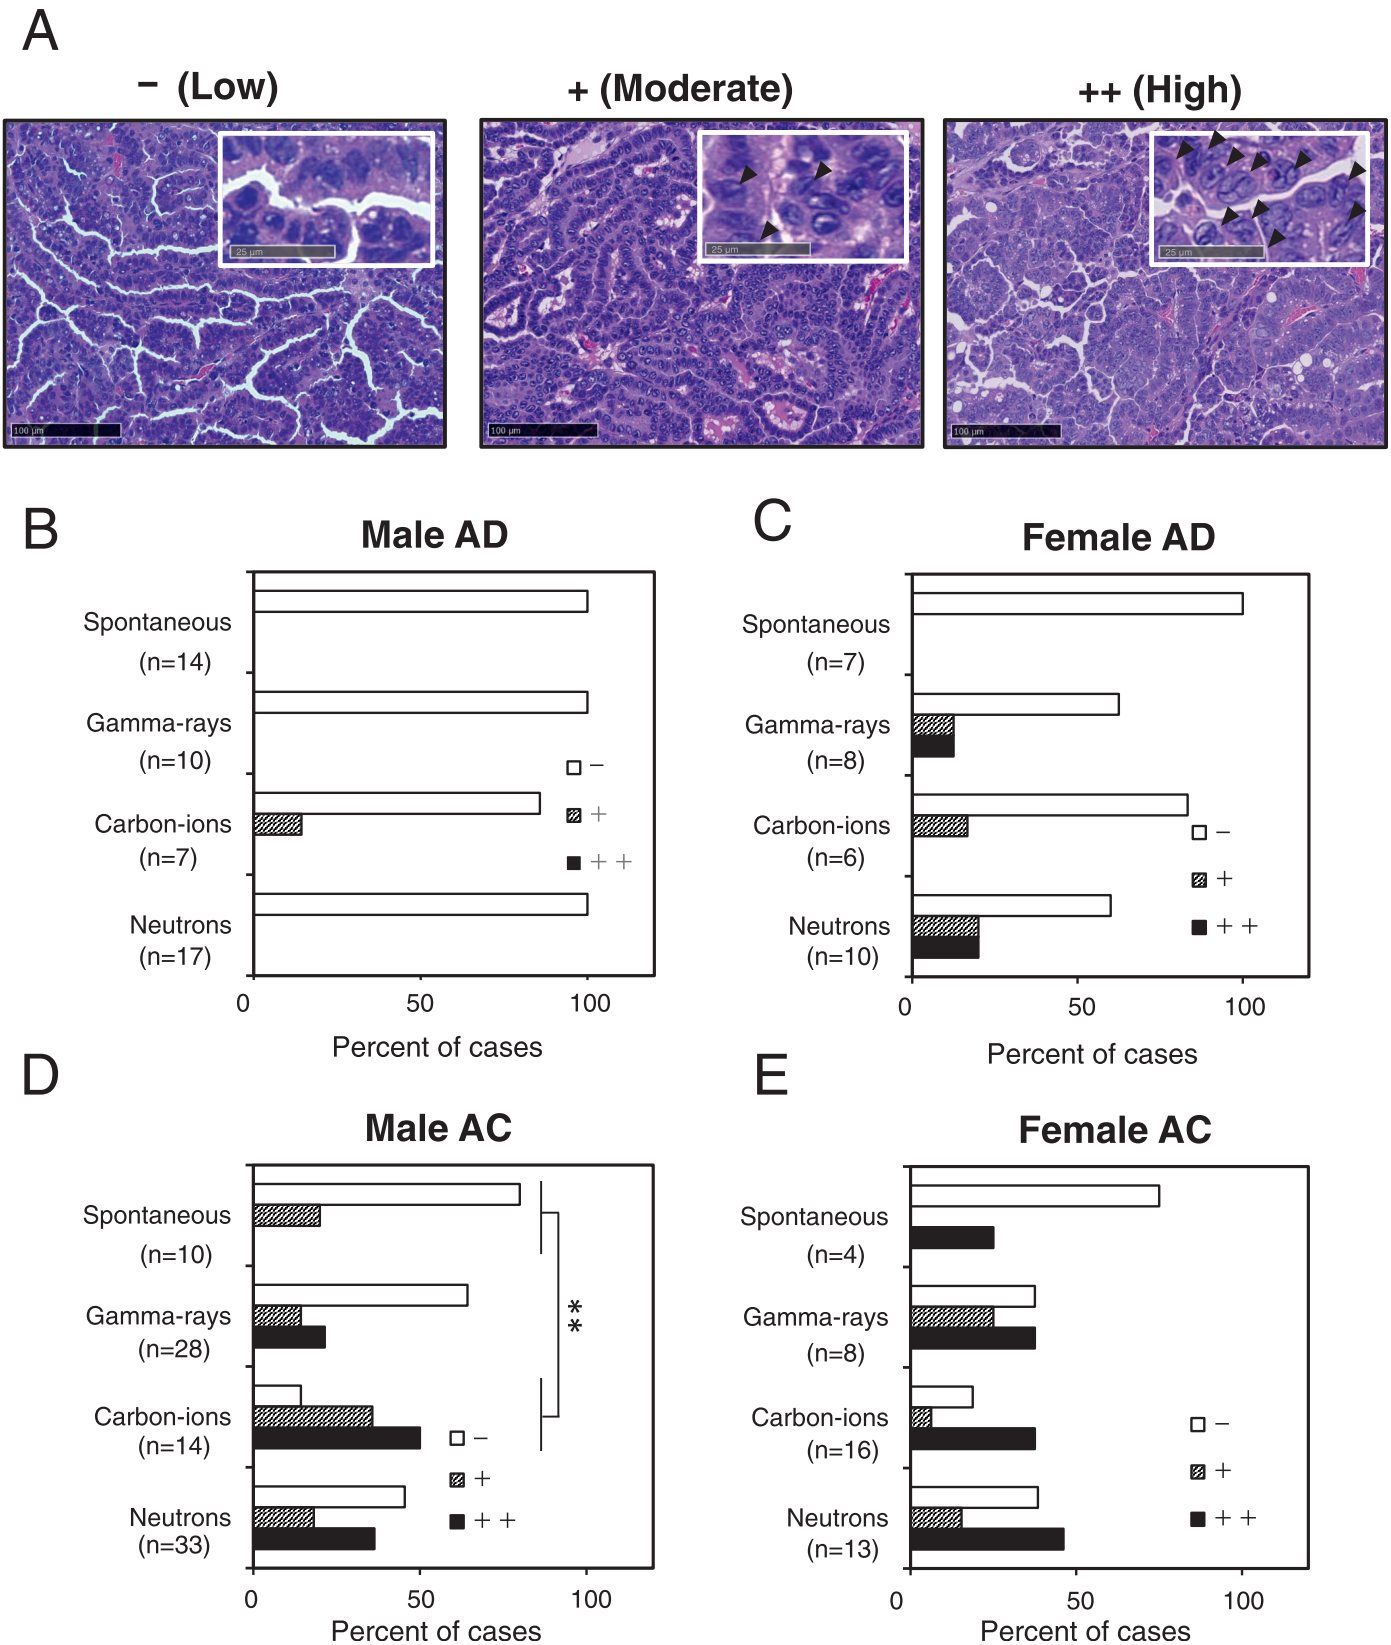 A
− (Low)
+ (Moderate)
++ (High)
25 µm
25 µm
25 µm
100 µm
100 µm
100 µm
B
Male AD
Spontaneous
(n=14)
Gamma-rays
(n=10)
Carbon-ions
(n=7)
Neutrons
(n=17)
−
+
+ +
0 50 100
Percent of cases
C
Female AD
Spontaneous
(n=7)
Gamma-rays
(n=8)
Carbon-ions
(n=6)
Neutrons
(n=10)
−
+
+ +
0 50 100
Percent of cases
D
Male AC
Spontaneous
(n=10)
Gamma-rays
(n=28)
Carbon-ions
(n=14)
Neutrons
(n=33)
**
−
+
+ +
0 50 100
Percent of cases
E
Female AC
Spontaneous
(n=4)
Gamma-rays
(n=8)
Carbon-ions
(n=16)
Neutrons
(n=13)
−
+
+ +
0 50 100
Percent of cases